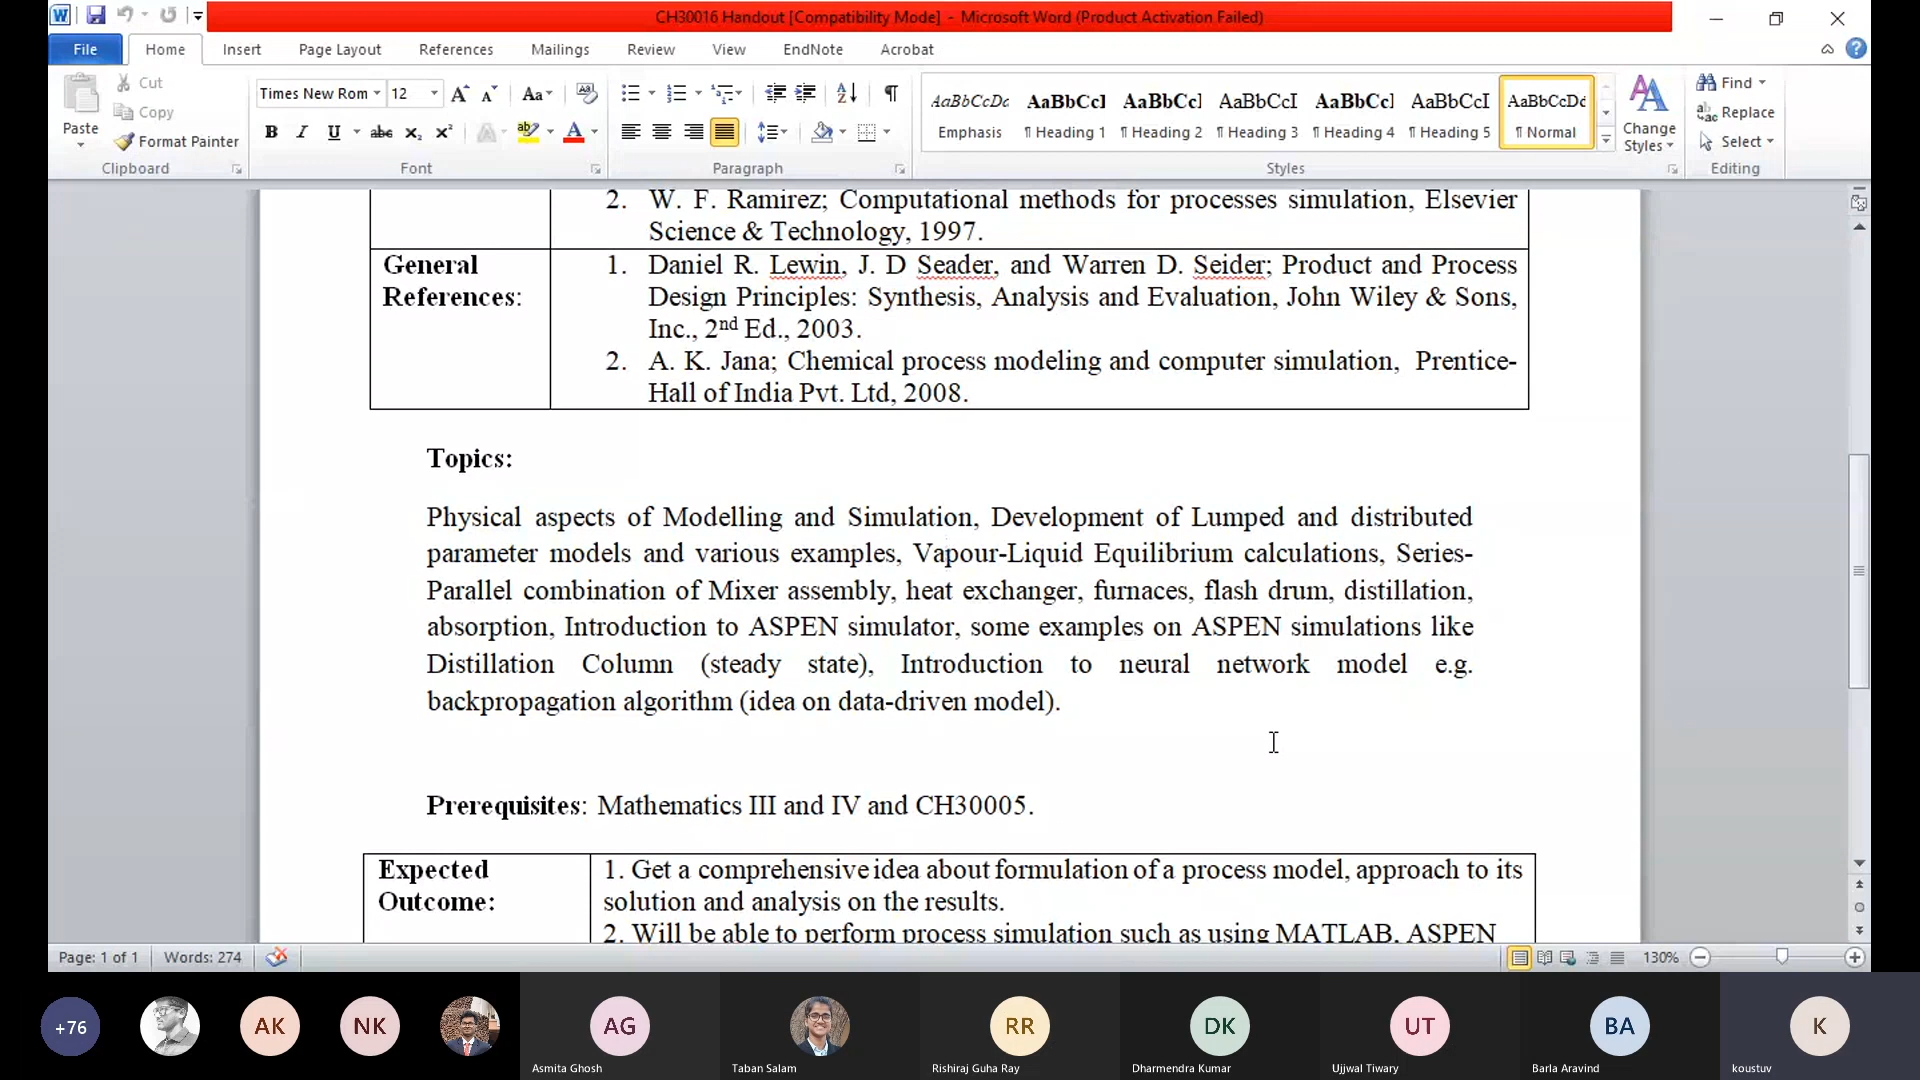 CH30016 Handout [Compatibility Mode] - Microsoft Word (Product Activation Failed)
File Home Insert Page Layout References Mailings Review View EndNote Acrobat
Paste
Cut
Copy
Format Painter
Clipboard
Times New Rom 12
Font
Paragraph
AaBbCcDc AaBbCcI AaBbCcI AaBbCcI AaBbCcI AaBbCcI AaBbCcDc
Emphasis ¶ Heading 1 ¶ Heading 2 ¶ Heading 3 ¶ Heading 4 ¶ Heading 5 ¶ Normal
Styles
Change
Styles
Find
Replace
Select
Editing
2. W. F. Ramirez; Computational methods for processes simulation, Elsevier
Science & Technology, 1997.
General
References:
1. Daniel R. Lewin, J. D Seader, and Warren D. Seider; Product and Process
Design Principles: Synthesis, Analysis and Evaluation, John Wiley & Sons,
Inc., 2nd Ed., 2003.
2. A. K. Jana; Chemical process modeling and computer simulation, Prentice-
Hall of India Pvt. Ltd, 2008.
Topics:
Physical aspects of Modelling and Simulation, Development of Lumped and distributed
parameter models and various examples, Vapour-Liquid Equilibrium calculations, Series-
Parallel combination of Mixer assembly, heat exchanger, furnaces, flash drum, distillation,
absorption, Introduction to ASPEN simulator, some examples on ASPEN simulations like
Distillation Column (steady state), Introduction to neural network model e.g.
backpropagation algorithm (idea on data-driven model).
Prerequisites: Mathematics III and IV and CH30005.
Expected
Outcome:
1. Get a comprehensive idea about formulation of a process model, approach to its
solution and analysis on the results.
2. Will be able to perform process simulation such as using MATLAB, ASPEN
Page: 1 of 1 Words: 274 130%
+76 AK NK AG RR DK UT BA K
Asmita Ghosh Taban Salam Rishiraj Guha Ray Dharmendra Kumar Ujjwal Tiwary Barla Aravind koustuv